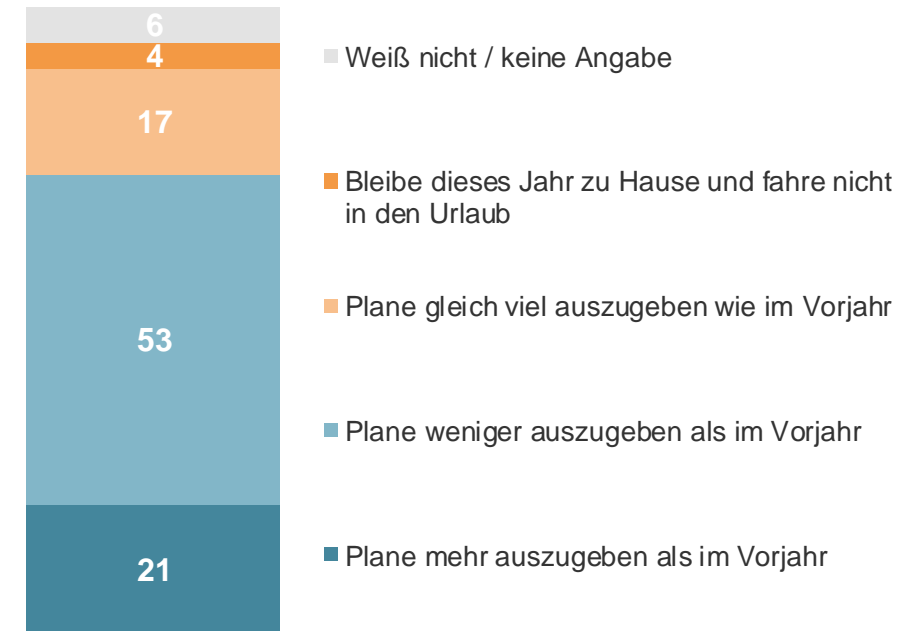 6
4
17
53
21
Weiß nicht / keine Angabe
Bleibe dieses Jahr zu Hause und fahre nicht
in den Urlaub
Plane gleich viel auszugeben wie im Vorjahr
Plane weniger auszugeben als im Vorjahr
Plane mehr auszugeben als im Vorjahr